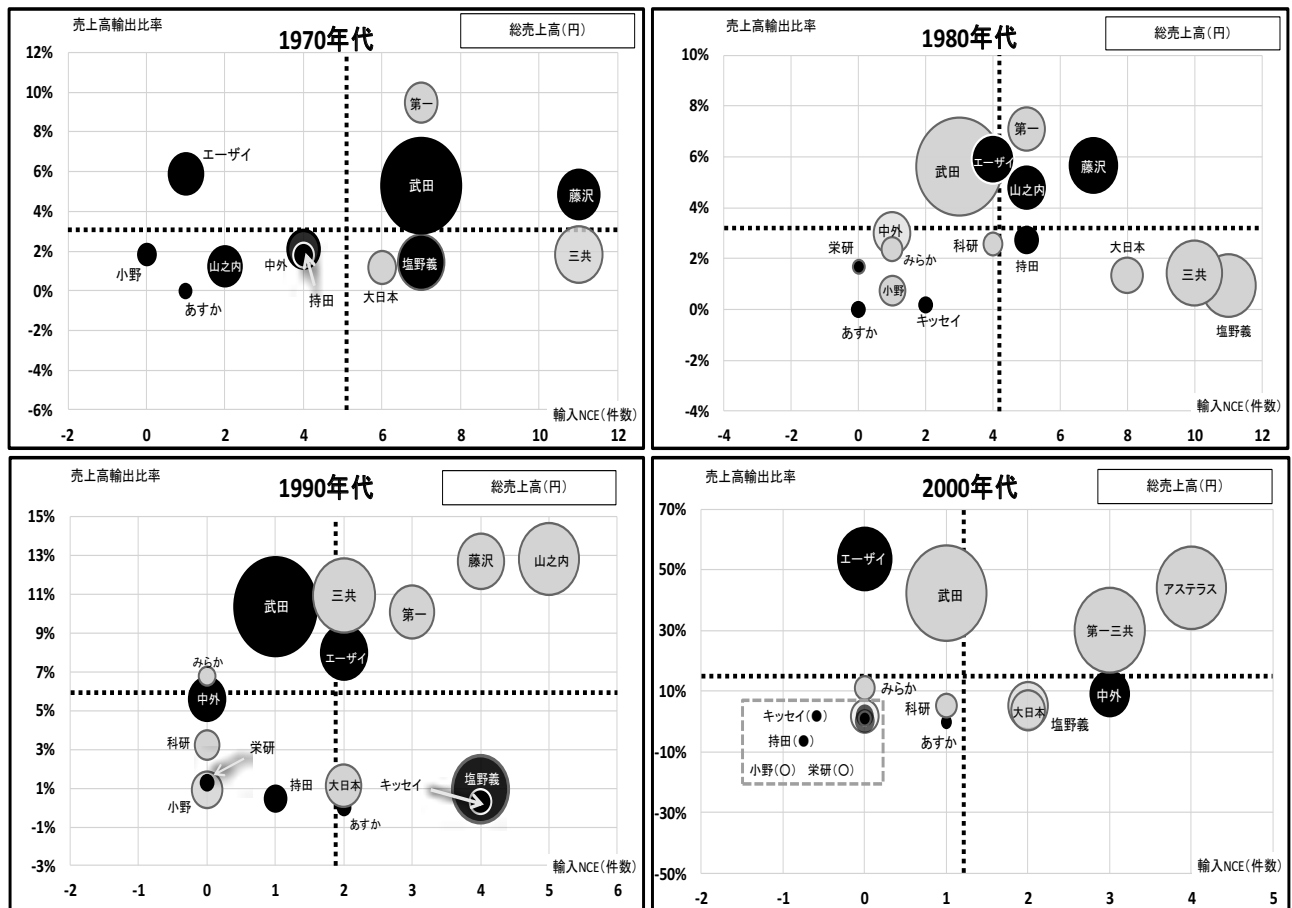 売上高輸出比率
1970年代
総売上高(円)
12%
10%
8%
6%
4%
2%
0%
-2%
-4%
-6%
第一
エーザイ
武田
藤沢
小野
山之内
中外
持田
大日本
塩野義
三共
あすか
輸入NCE(件数)
-2 0 2 4 6 8 10 12
売上高輸出比率
1980年代
総売上高(円)
10%
8%
6%
4%
2%
0%
-2%
-4%
第一
武田
エーザイ
山之内
藤沢
中外
栄研
みらか
科研
持田
大日本
三共
小野
あすか
キッセイ
塩野義
輸入NCE(件数)
-4 -2 0 2 4 6 8 10 12
売上高輸出比率
1990年代
総売上高(円)
15%
13%
11%
9%
7%
5%
3%
1%
-1%
-3%
藤沢
山之内
武田
三共
第一
エーザイ
みらか
中外
科研
栄研
小野
持田
大日本
キッセイ
塩野義
あすか
輸入NCE(件数)
-2 -1 0 1 2 3 4 5 6
売上高輸出比率
2000年代
総売上高(円)
70%
50%
30%
10%
-10%
-30%
-50%
エーザイ
武田
アステラス
第一三共
みらか
科研
中外
大日本
塩野義
あすか
キッセイ(●)
持田(●)
小野(○) 栄研(○)
輸入NCE(件数)
-2 -1 0 1 2 3 4 5